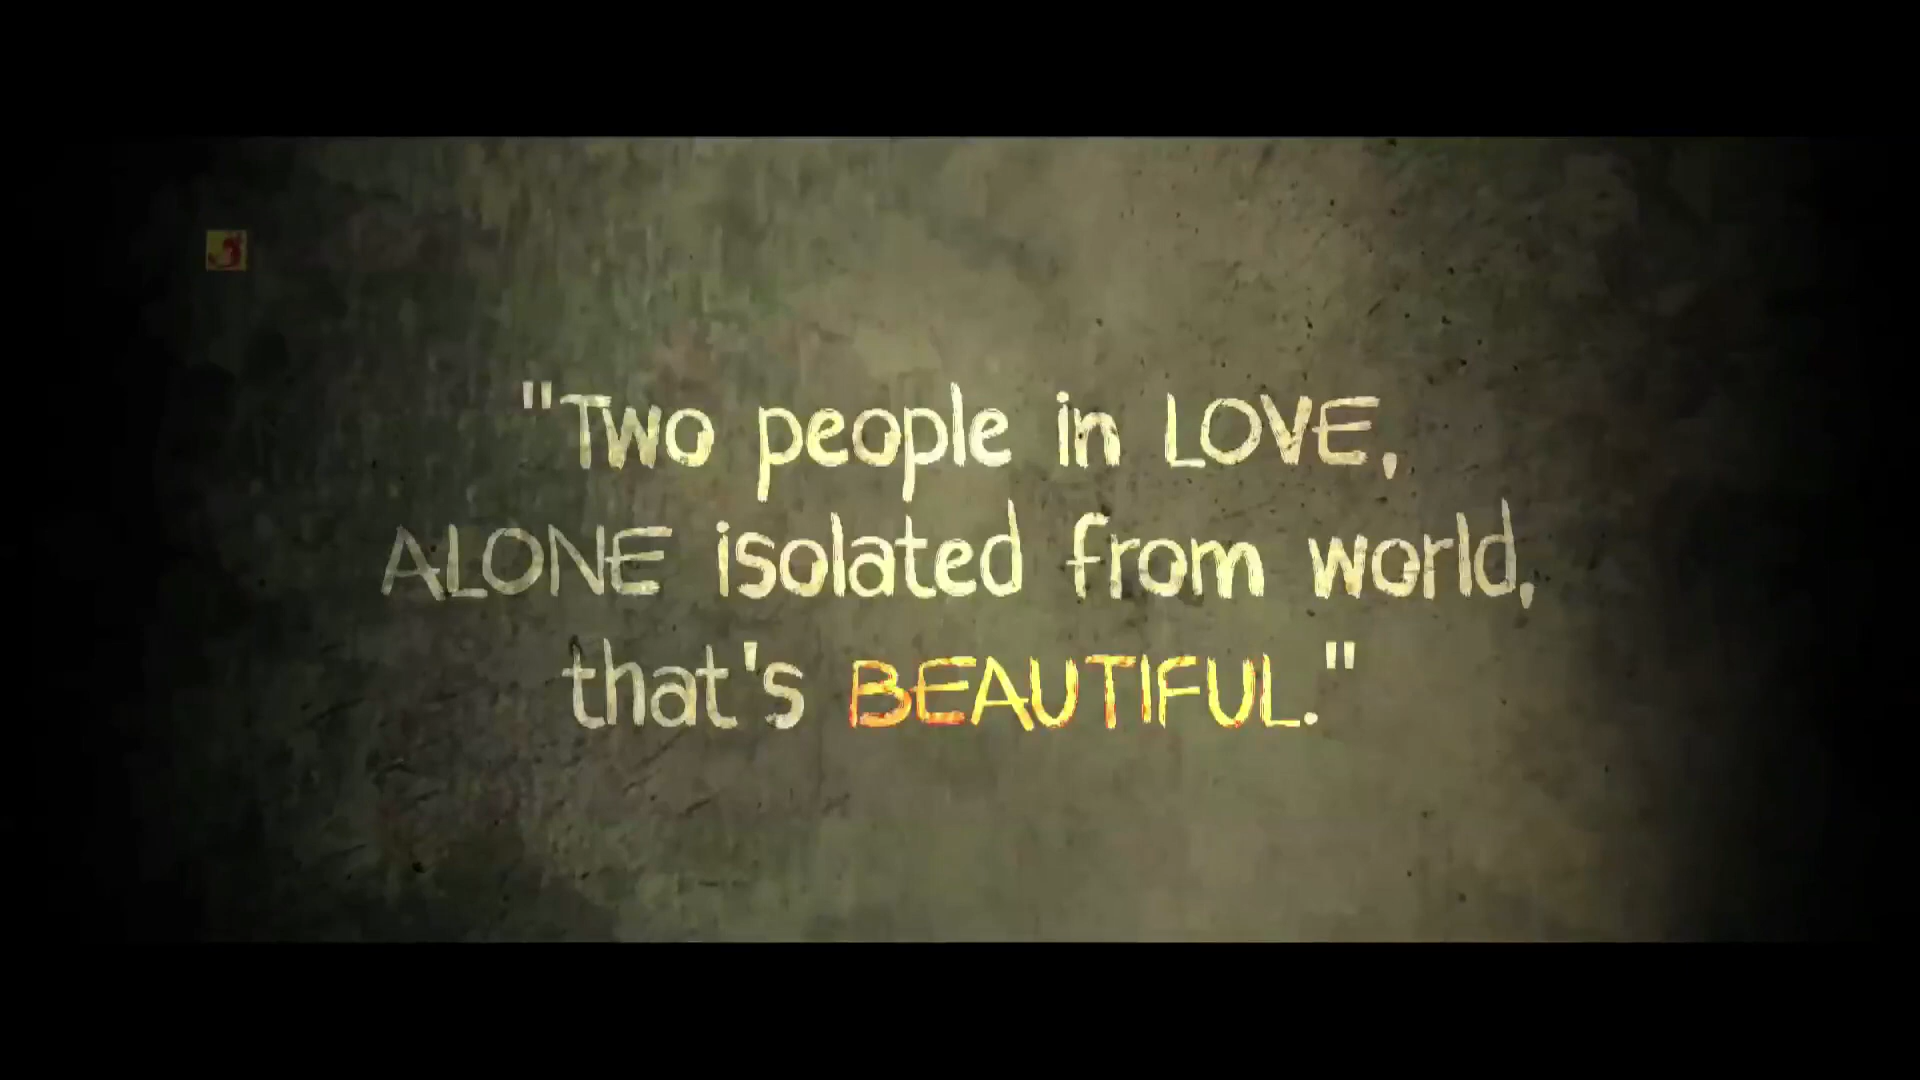 "Two people in LOVE,
ALONE isolated from world,
that's BEAUTIFUL."